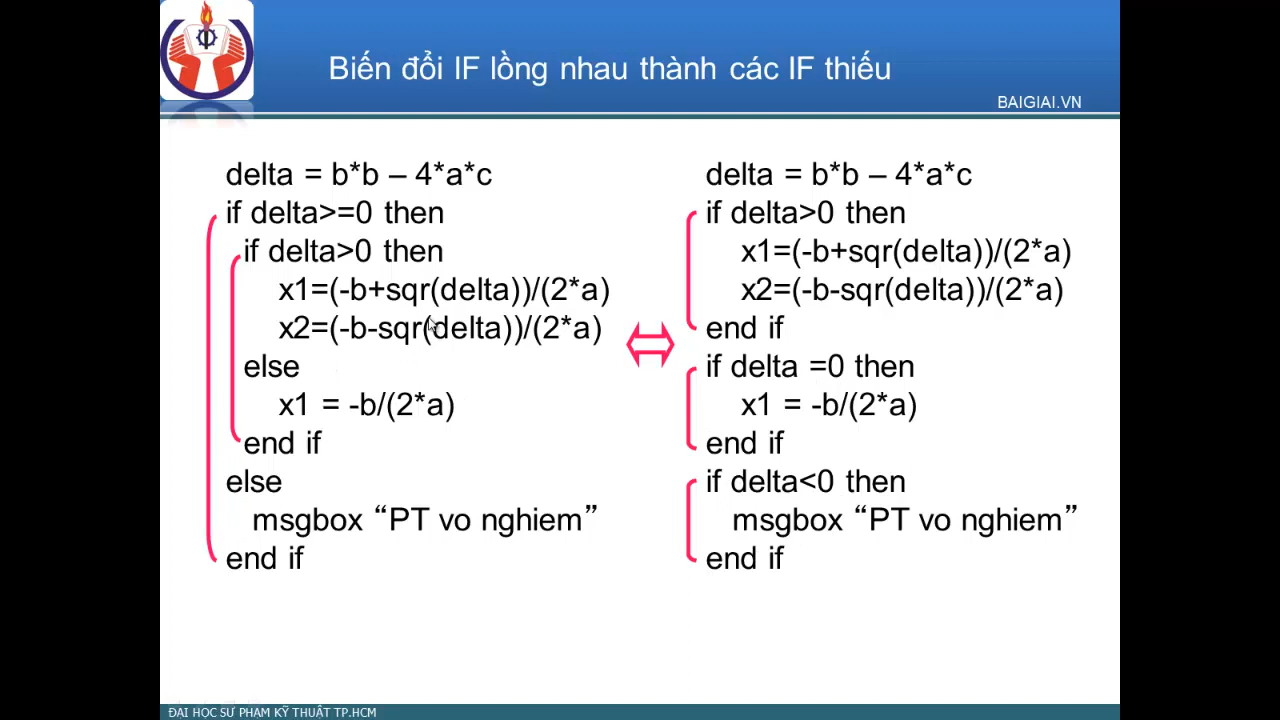 Biến đổi IF lồng nhau thành các IF thiếu
BAIGIAI.VN
delta = b*b – 4*a*c
if delta>=0 then
if delta>0 then
x1=(-b+sqr(delta))/(2*a)
x2=(-b-sqr(delta))/(2*a)
else
x1 = -b/(2*a)
end if
else
msgbox “PT vo nghiem”
end if
delta = b*b – 4*a*c
if delta>0 then
x1=(-b+sqr(delta))/(2*a)
x2=(-b-sqr(delta))/(2*a)
end if
if delta =0 then
x1 = -b/(2*a)
end if
if delta<0 then
msgbox “PT vo nghiem”
end if
ĐẠI HỌC SƯ PHẠM KỸ THUẬT TP.HCM